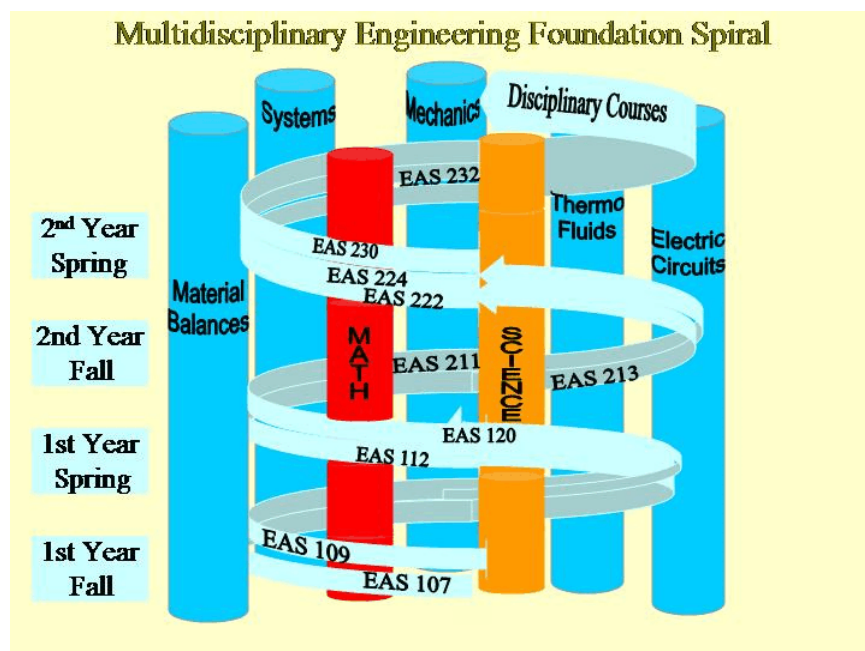 Multidisciplinary Engineering Foundation Spiral
Systems
Mechanics
Disciplinary Courses
EAS 232
Thermo
Fluids
Electric
Circuits
2nd Year
Spring
EAS 230
EAS 224
EAS 222
Material
Balances
2nd Year
Fall
MATH
SCIENCE
EAS 211
EAS 213
1st Year
Spring
EAS 120
EAS 112
1st Year
Fall
EAS 109
EAS 107